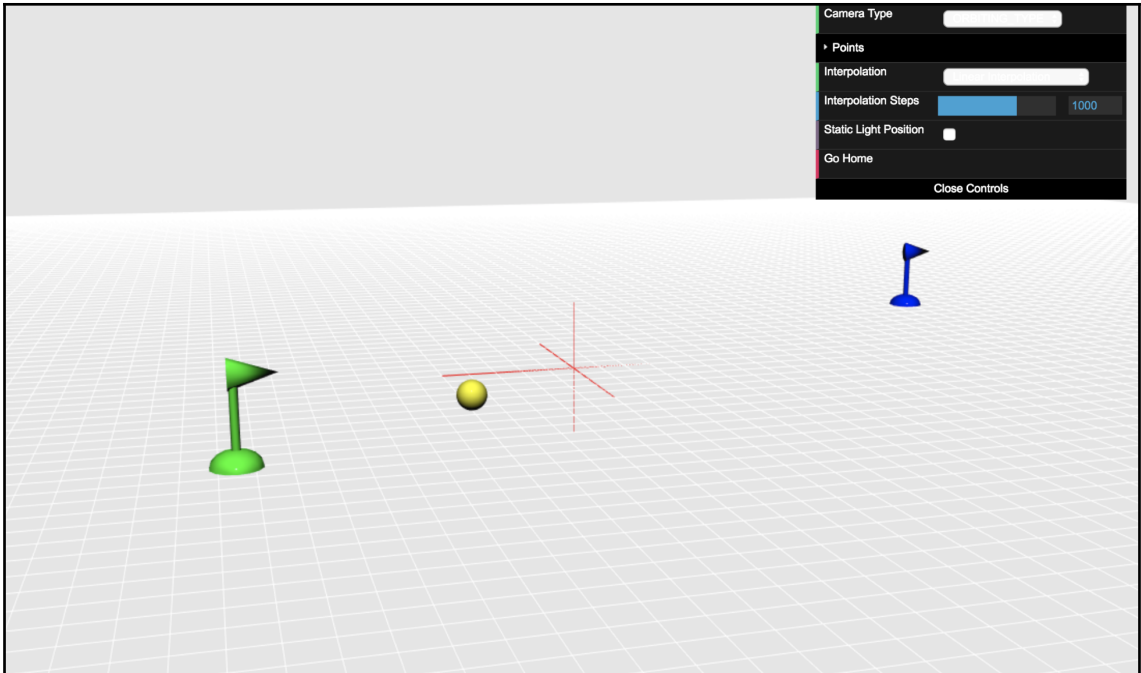 Camera Type
Points
Interpolation
Interpolation Steps 1000
Static Light Position
Go Home
Close Controls